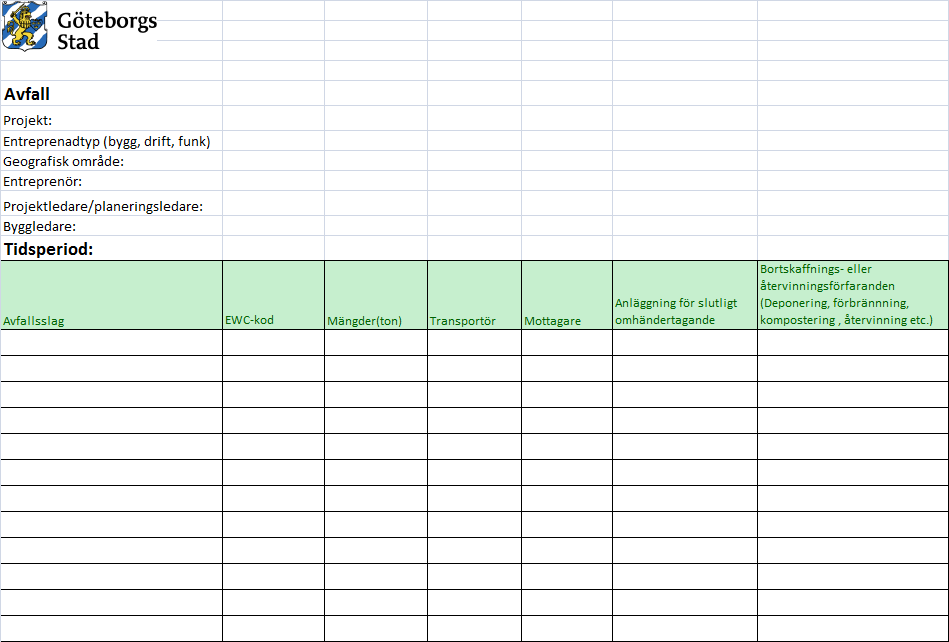 Göteborgs
Stad
Avfall
Projekt:
Entreprenadtyp (bygg, drift, funk)
Geografisk område:
Entreprenör:
Projektledare/planeringsledare:
Byggledare:
Tidsperiod:
Avfallsslag
EWC-kod
Mängder(ton)
Transportör
Mottagare
Anläggning för slutligt
omhändertagande
Bortskaffnings- eller
återvinningsförfaranden
(Deponering, förbrännning,
kompostering , återvinning etc.)